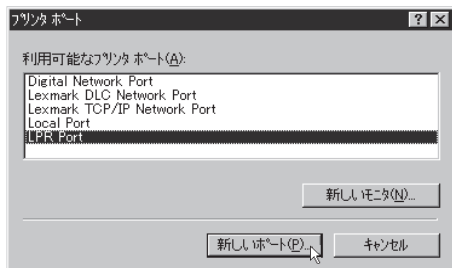 プリンタ ポート
利用可能なプリンタ ポート(A):
Digital Network Port
Lexmark DLC Network Port
Lexmark TCP/IP Network Port
Local Port
LPR Port
新しいモニタ(N)...
新しいポート(P)...
キャンセル